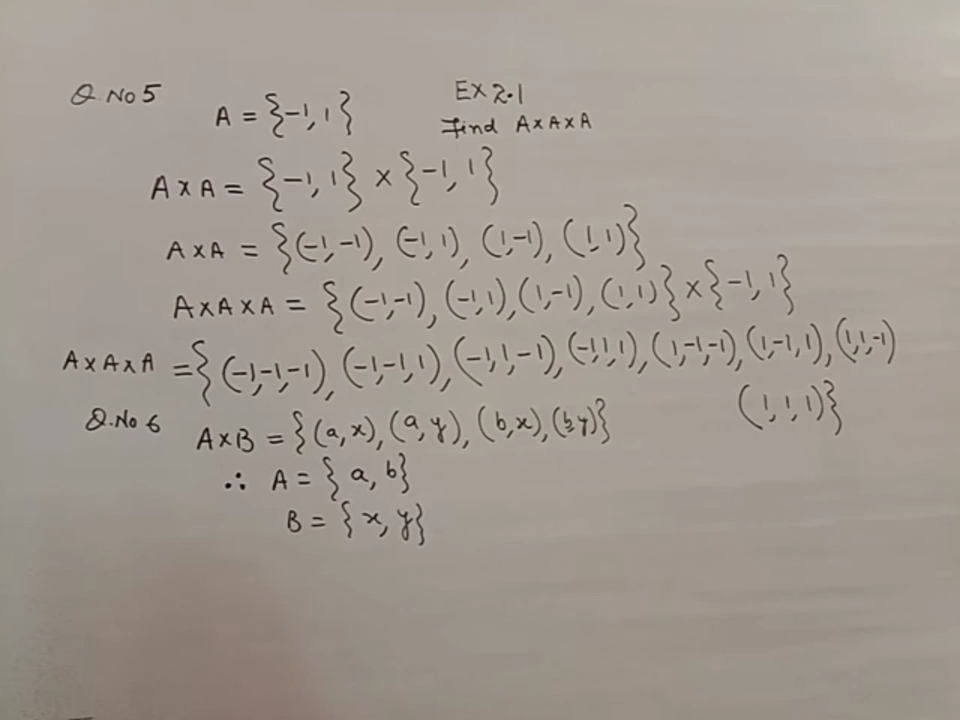 Q.No 5 A = {-1, 1} EX 2.1
Find A×A×A
A×A = {-1, 1} × {-1, 1}
A×A = {(-1,-1), (-1,1), (1,-1), (1,1)}
A×A×A = {(-1,-1), (-1,1), (1,-1), (1,1)} × {-1, 1}
A×A×A = {(-1,-1,-1), (-1,-1,1), (-1,1,-1), (-1,1,1), (1,-1,-1), (1,-1,1), (1,1,-1)
(1,1,1)}
Q.No 6 A×B = {(a,x), (a,y), (b,x), (b,y)}
∴ A = {a, b}
B = {x, y}